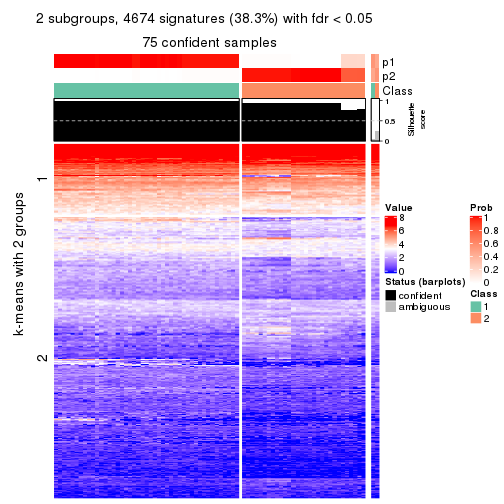 2 subgroups, 4674 signatures (38.3%) with fdr < 0.05
75 confident samples
p1
p2
Class
1
0.5
0
Silhouette
score
k-means with 2 groups
1
2
Value
8
6
4
2
0
Status (barplots)
confident
ambiguous
Prob
1
0.8
0.6
0.4
0.2
0
Class
1
2